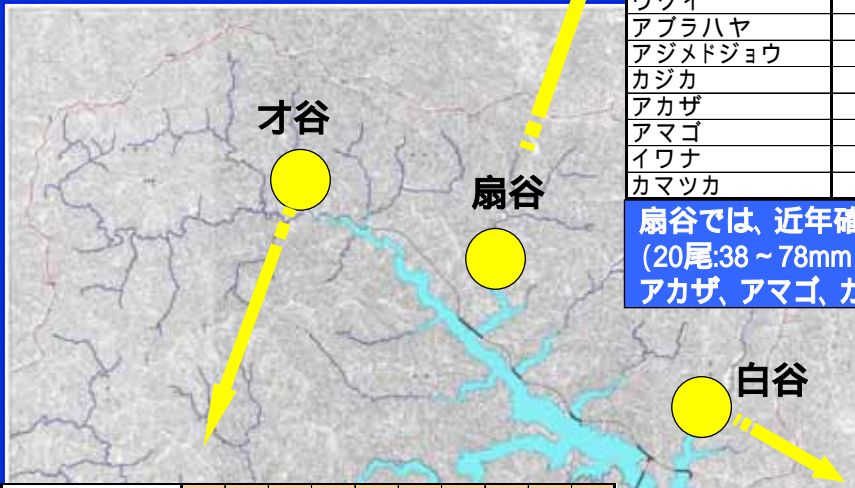 ウグイ
アブラハヤ
アジメドジョウ
カジカ
アカザ
アマゴ
イワナ
カマツカ
扇谷では、近年確
(20尾:38～78mm
アカザ、アマゴ、カ
才谷
扇谷
白谷